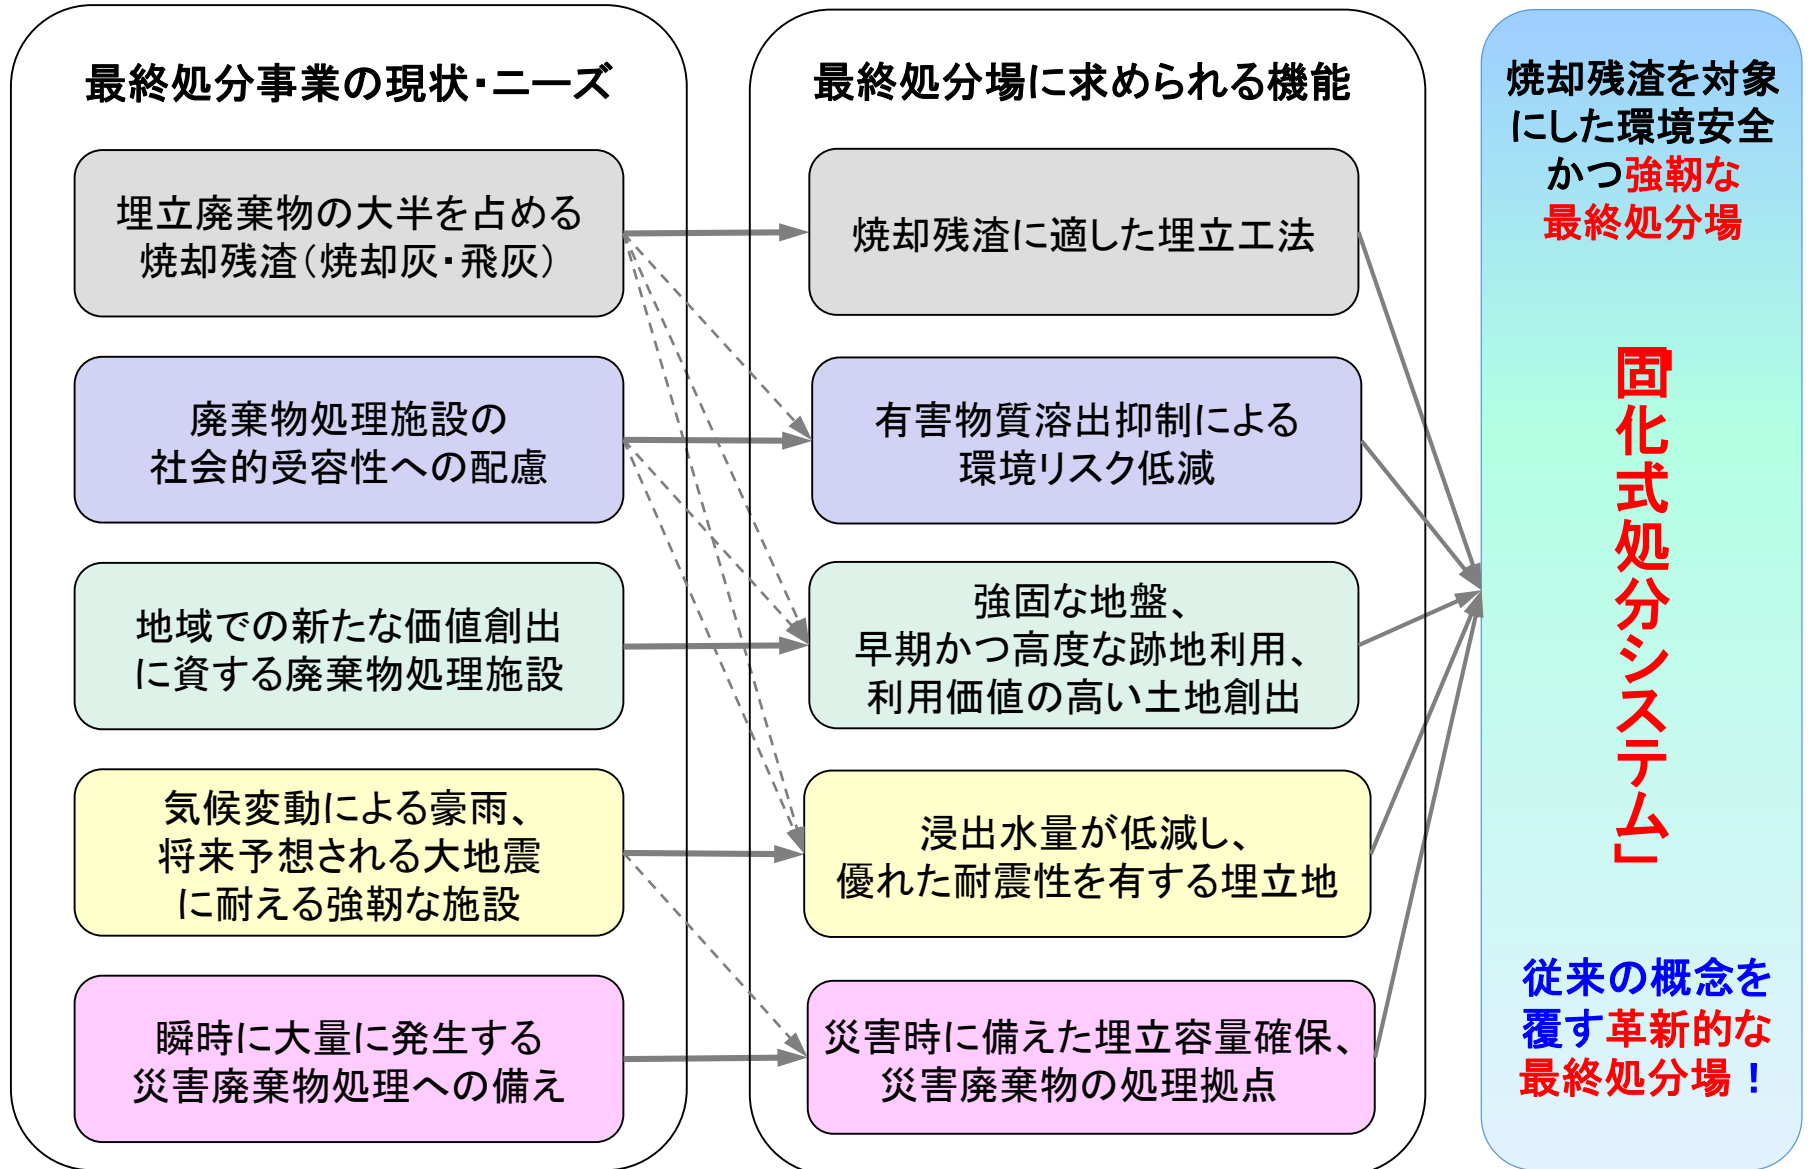 最終処分事業の現状・ニーズ
埋立廃棄物の大半を占める
焼却残渣（焼却灰・飛灰）
廃棄物処理施設の
社会的受容性への配慮
地域での新たな価値創出
に資する廃棄物処理施設
気候変動による豪雨、
将来予想される大地震
に耐える強靭な施設
瞬時に大量に発生する
災害廃棄物処理への備え
最終処分場に求められる機能
焼却残渣に適した埋立工法
有害物質溶出抑制による
環境リスク低減
強固な地盤、
早期かつ高度な跡地利用、
利用価値の高い土地創出
浸出水量が低減し、
優れた耐震性を有する埋立地
災害時に備えた埋立容量確保、
災害廃棄物の処理拠点
焼却残渣を対象
にした環境安全
かつ強靭な
最終処分場
「固化式処分システム」
従来の概念を
覆す革新的な
最終処分場！